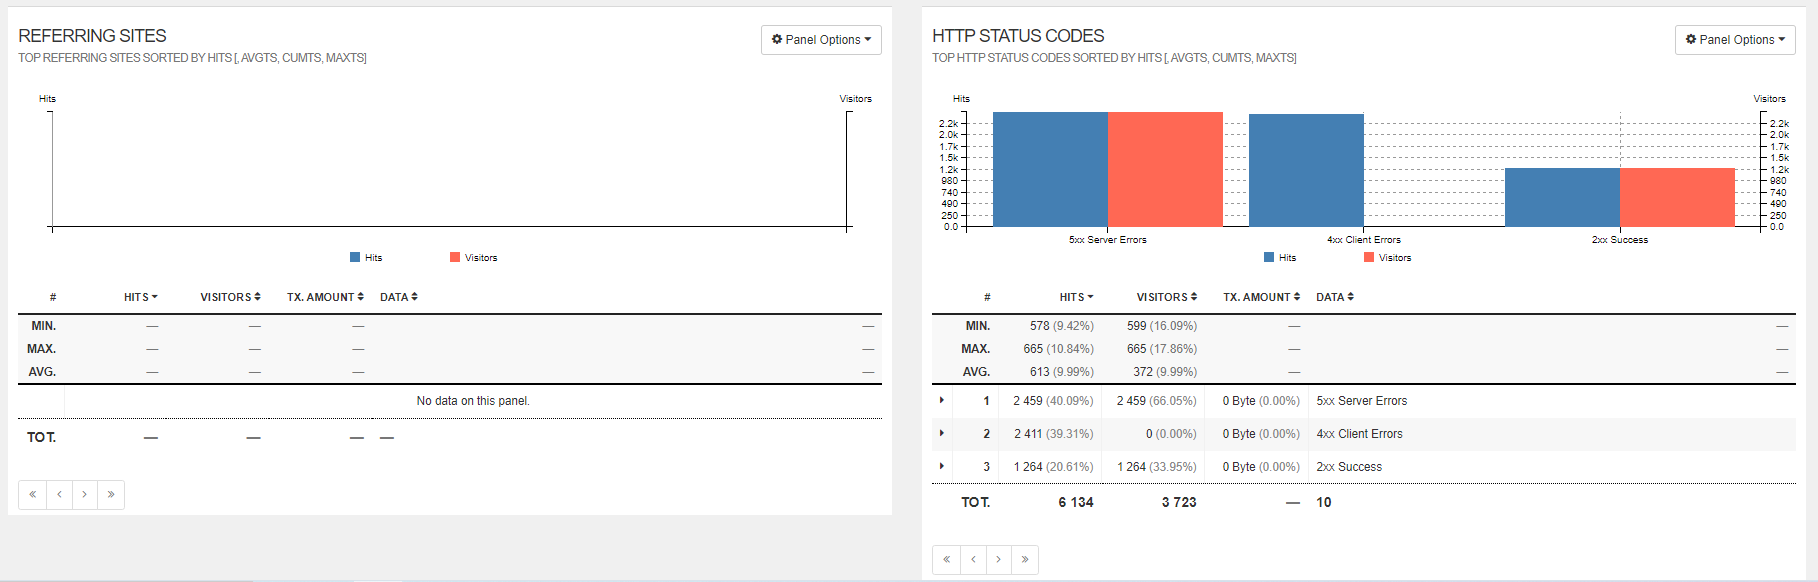 REFERRING SITES
Panel Options
TOP REFERRING SITES SORTED BY HITS [, AVGTS, CUMTS, MAXTS]
Hits Visitors
Hits Visitors
# HITS VISITORS TX. AMOUNT DATA
MIN. — — — —
MAX. — — — —
AVG. — — — —
No data on this panel.
TOT. — — — —
« ‹ › »
HTTP STATUS CODES
Panel Options
TOP HTTP STATUS CODES SORTED BY HITS [, AVGTS, CUMTS, MAXTS]
Hits Visitors
2.2k 2.2k
2.0k 2.0k
1.7k 1.7k
1.5k 1.5k
1.2k 1.2k
980 980
740 740
490 490
250 250
0.0 0.0
5xx Server Errors 4xx Client Errors 2xx Success
Hits Visitors
# HITS VISITORS TX. AMOUNT DATA
MIN. 578 (9.42%) 599 (16.09%) — —
MAX. 665 (10.84%) 665 (17.86%) — —
AVG. 613 (9.99%) 372 (9.99%) — —
1 2 459 (40.09%) 2 459 (66.05%) 0 Byte (0.00%) 5xx Server Errors
2 2 411 (39.31%) 0 (0.00%) 0 Byte (0.00%) 4xx Client Errors
3 1 264 (20.61%) 1 264 (33.95%) 0 Byte (0.00%) 2xx Success
TOT. 6 134 3 723 — 10
« ‹ › »